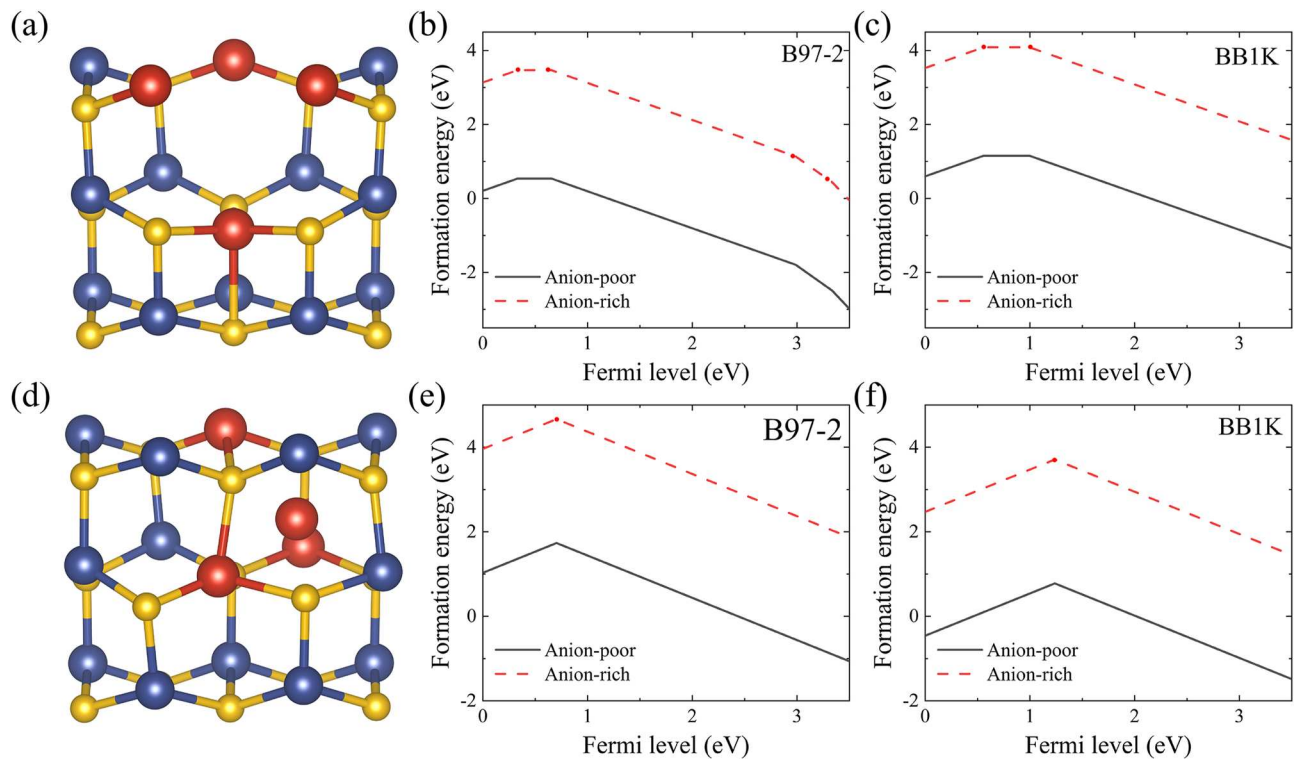 (a)
(b)
B97-2
Formation energy (eV)
4
2
0
-2
Anion-poor
Anion-rich
0
1
2
3
Fermi level (eV)
(c)
BB1K
Formation energy (eV)
4
2
0
-2
Anion-poor
Anion-rich
0
1
2
3
Fermi level (eV)
(d)
(e)
B97-2
Formation energy (eV)
4
2
0
-2
Anion-poor
Anion-rich
0
1
2
3
Fermi level (eV)
(f)
BB1K
Formation energy (eV)
4
2
0
-2
Anion-poor
Anion-rich
0
1
2
3
Fermi level (eV)